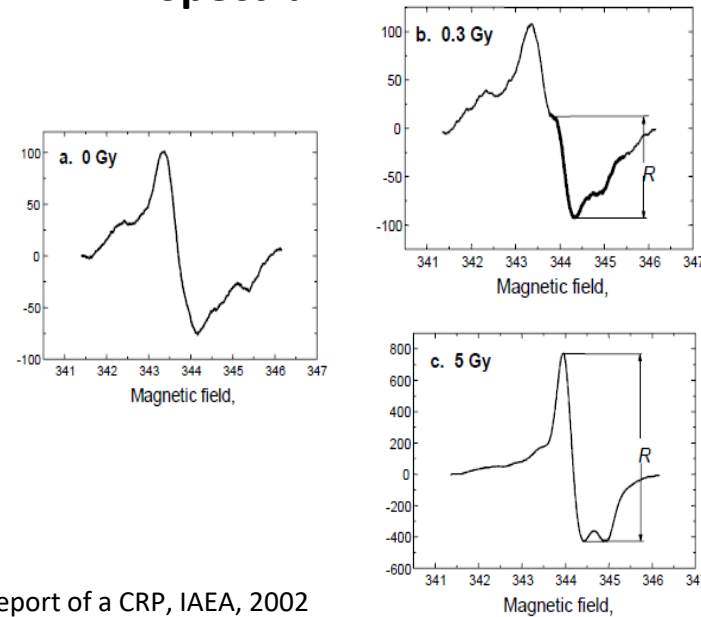 b. 0.3 Gy
100
50
0
-50
-100
R
341 342 343 344 345 346 347
Magnetic field,
a. 0 Gy
100
50
0
-50
-100
341 342 343 344 345 346 347
Magnetic field,
c. 5 Gy
800
600
400
200
0
-200
-400
-600
R
341 342 343 344 345 346
Magnetic field,
eport of a CRP, IAEA, 2002